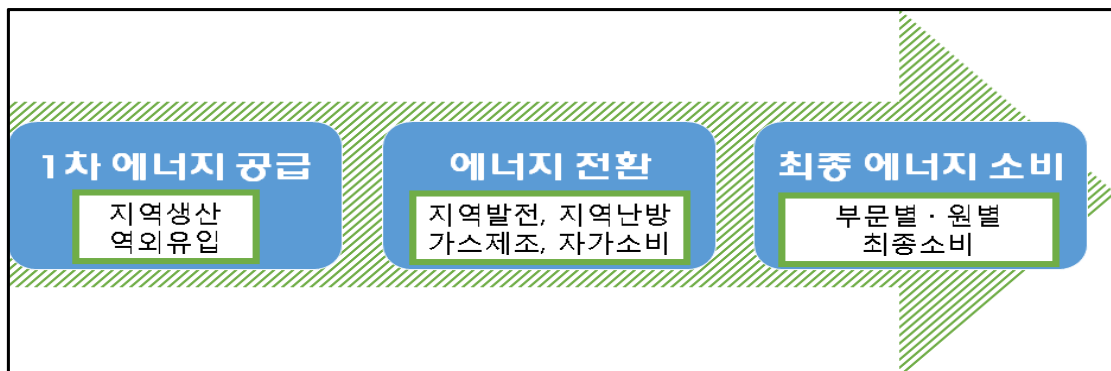 1차 에너지 공급
지역생산
역외유입
에너지 전환
지역발전, 지역난방
가스제조, 자가소비
최종 에너지 소비
부문별 · 원별
최종소비